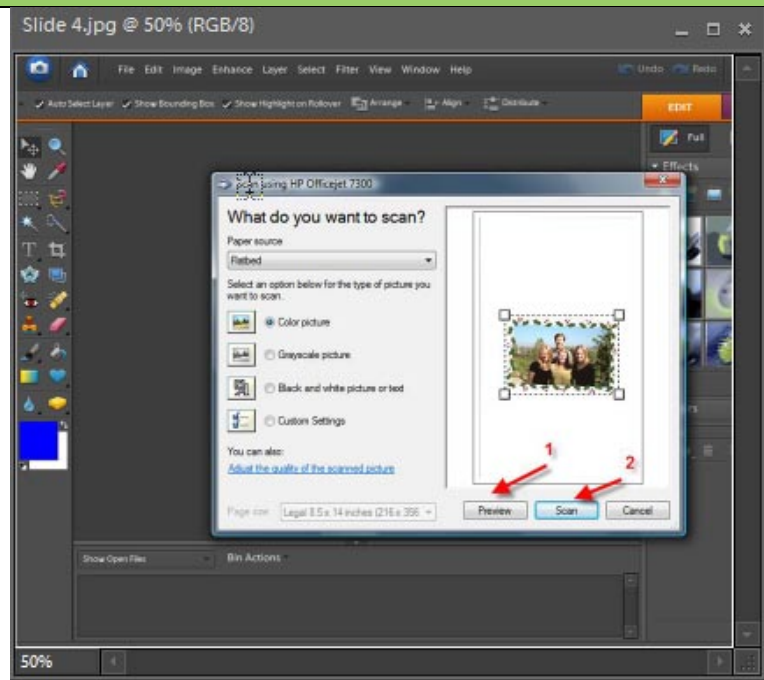 Slide 4.jpg @ 50% (RGB/8)
File Edit Image Enhance Layer Select Filter View Window Help Undo Redo
Auto Select Layer Show Bounding Box Show Highlight on Rollover Arrange Align Distribute EDIT
Full
Effects
Scan using HP Officejet 7300
What do you want to scan?
Paper source
Flatbed
Select an option below for the type of picture you
want to scan.
Color picture
Grayscale picture
Black and white picture or text
Custom Settings
You can also:
Adjust the quality of the scanned picture
1
2
Page size: Legal 8.5 x 14 inches (216 x 356
Preview Scan Cancel
Show Open Files Bin Actions
50%